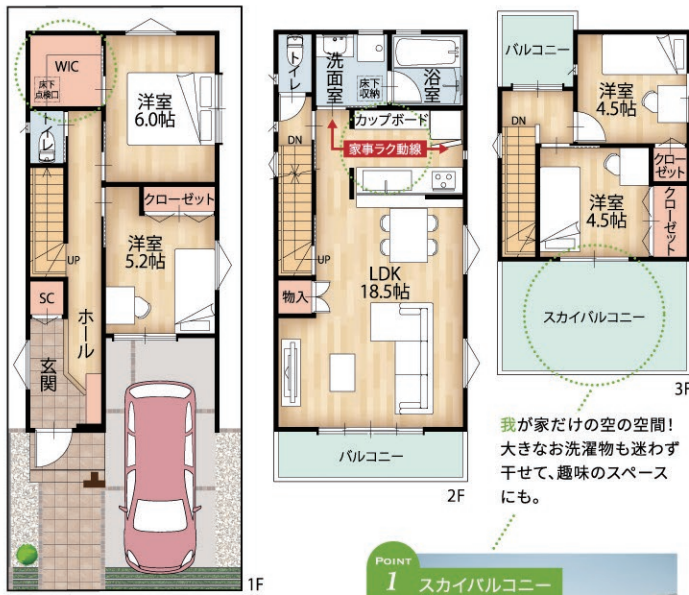 WIC
床下
点検口
洋室
6.0帖
トイレ
クローゼット
洋室
5.2帖
UP
SC
ホール
玄関
1F
トイレ
洗面室
床下
収納
浴室
カップボード
DN
家事ラク動線
UP
LDK
18.5帖
物入
バルコニー
2F
バルコニー
洋室
4.5帖
DN
クロー
ゼット
洋室
4.5帖
クローゼット
スカイバルコニー
3F
我が家だけの空の空間!
大きなお洗濯物も迷わず
干せて、趣味のスペース
にも。
POINT
1 スカイバルコニー